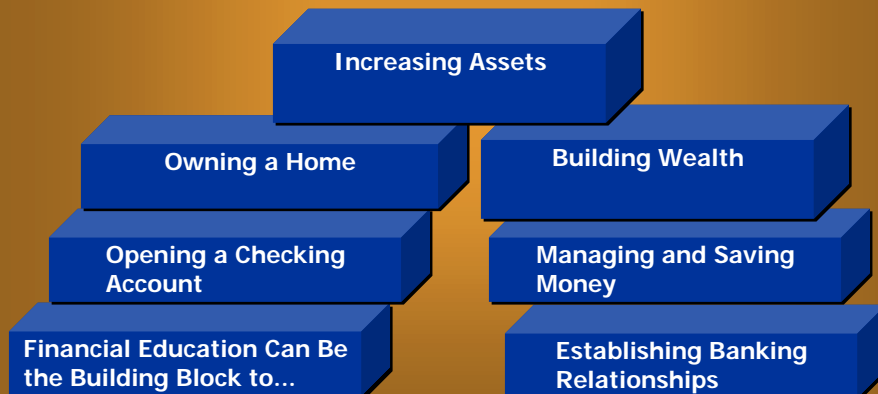 Increasing Assets
Owning a Home
Building Wealth
Opening a Checking
Account
Managing and Saving
Money
Financial Education Can Be
the Building Block to...
Establishing Banking
Relationships